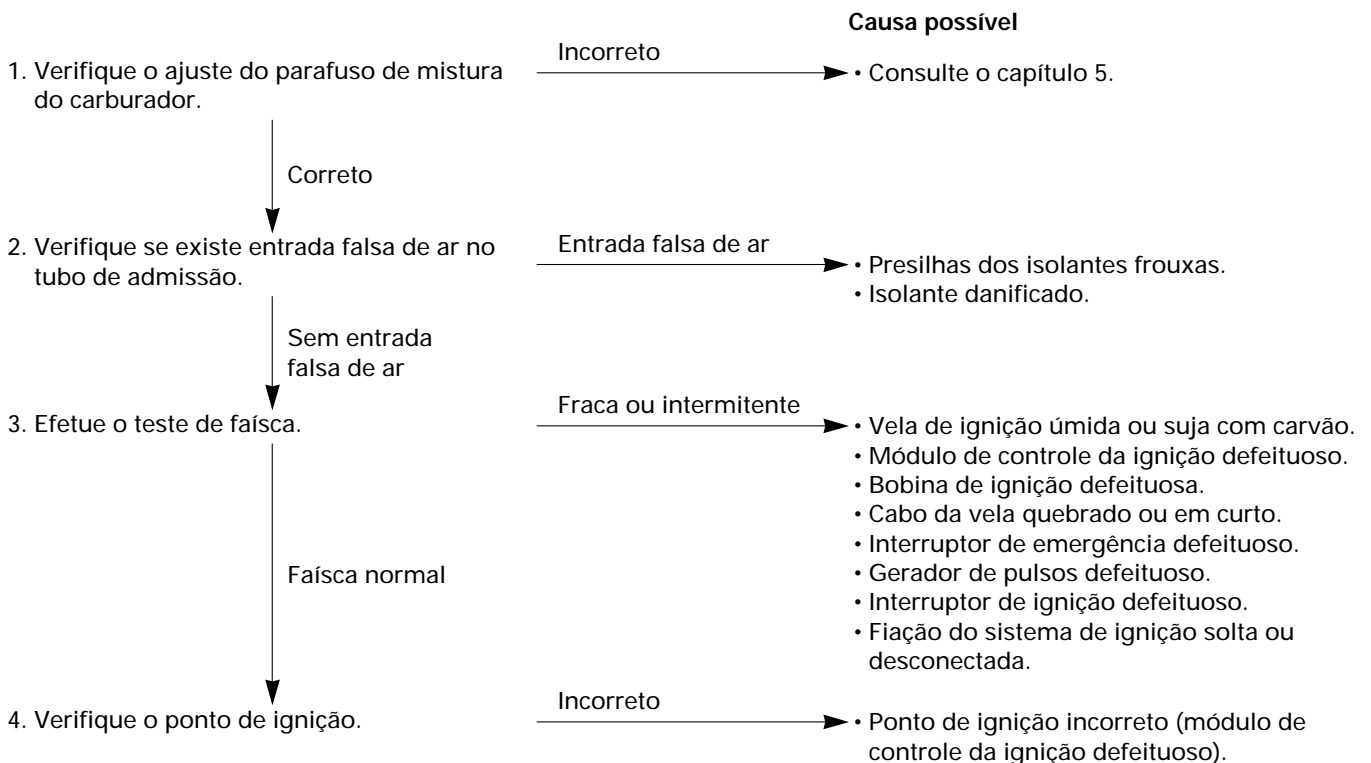 Causa possível
1. Verifique o ajuste do parafuso de mistura
do carburador.
Incorreto
• Consulte o capítulo 5.
Correto
2. Verifique se existe entrada falsa de ar no
tubo de admissão.
Entrada falsa de ar
• Presilhas dos isolantes frouxas.
• Isolante danificado.
Sem entrada
falsa de ar
3. Efetue o teste de faísca.
Fraca ou intermitente
• Vela de ignição úmida ou suja com carvão.
• Módulo de controle da ignição defeituoso.
• Bobina de ignição defeituosa.
• Cabo da vela quebrado ou em curto.
• Interruptor de emergência defeituoso.
• Gerador de pulsos defeituoso.
• Interruptor de ignição defeituoso.
• Fiação do sistema de ignição solta ou
desconectada.
Faísca normal
4. Verifique o ponto de ignição.
Incorreto
• Ponto de ignição incorreto (módulo de
controle da ignição defeituoso).